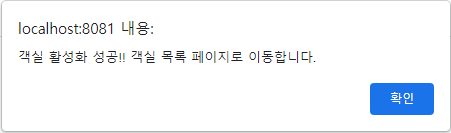 localhost:8081 내용:
객실 활성화 성공!! 객실 목록 페이지로 이동합니다.
확인